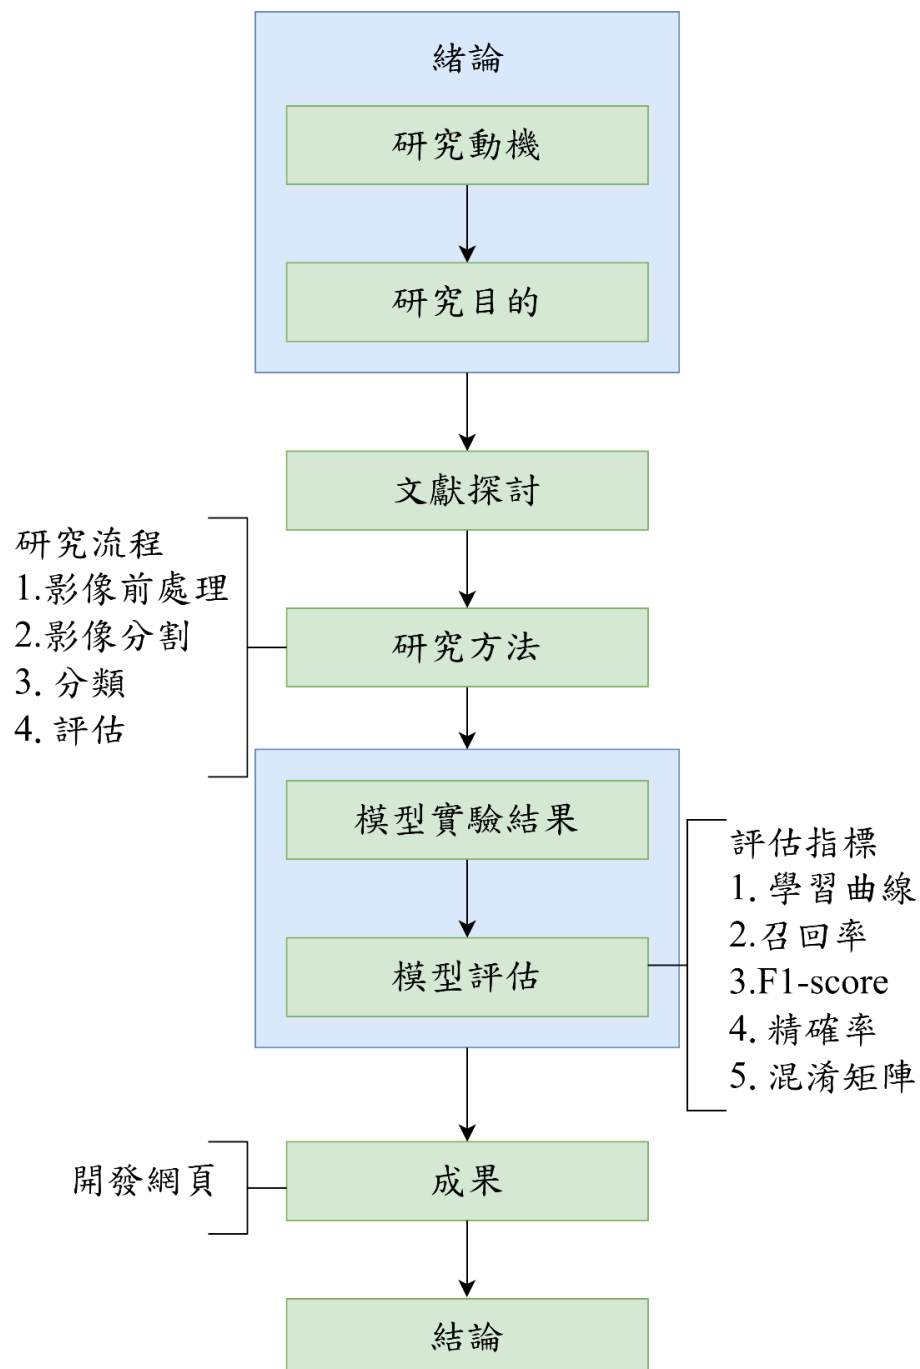 緒論
研究動機
研究目的
文獻探討
研究流程
1.影像前處理
2.影像分割
3. 分類
4. 評估
研究方法
模型實驗結果
模型評估
評估指標
1. 學習曲線
2.召回率
3.F1-score
4. 精確率
5. 混淆矩陣
開發網頁
成果
結論